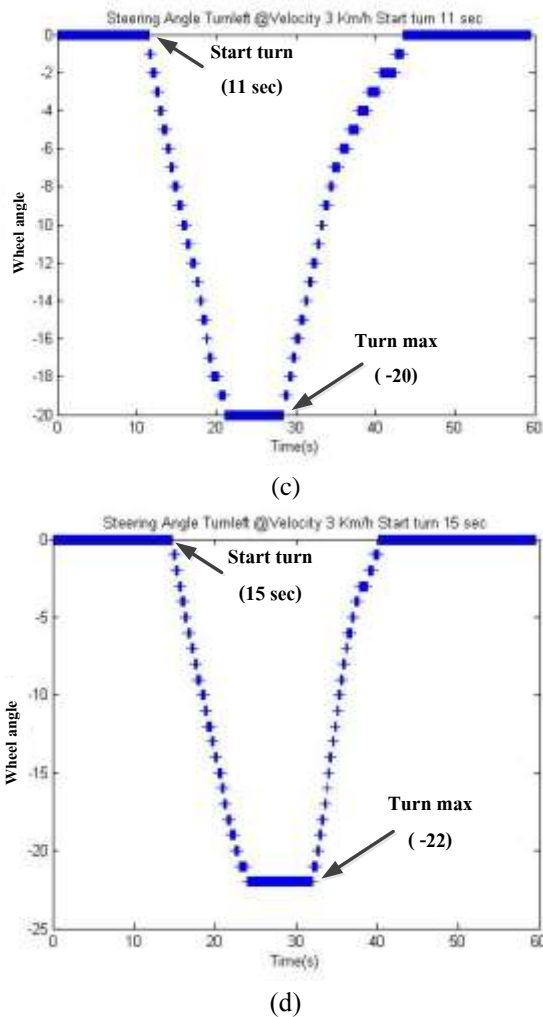 Steering Angle Turnleft @Velocity 3 Km/h Start turn 11 sec
0
-2
-4
-6
-8
-10
-12
-14
-16
-18
-20
Wheel angle
Start turn
(11 sec)
Turn max
( -20)
0 10 20 30 40 50 60
Time(s)
(c)
Steering Angle Turnleft @Velocity 3 Km/h Start turn 15 sec
0
-5
-10
-15
-20
-25
Wheel angle
Start turn
(15 sec)
Turn max
( -22)
0 10 20 30 40 50 60
Time(s)
(d)